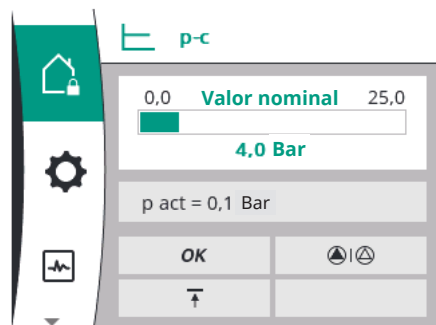 p-c
0,0 Valor nominal 25,0
4,0 Bar
p act = 0,1 Bar
OK